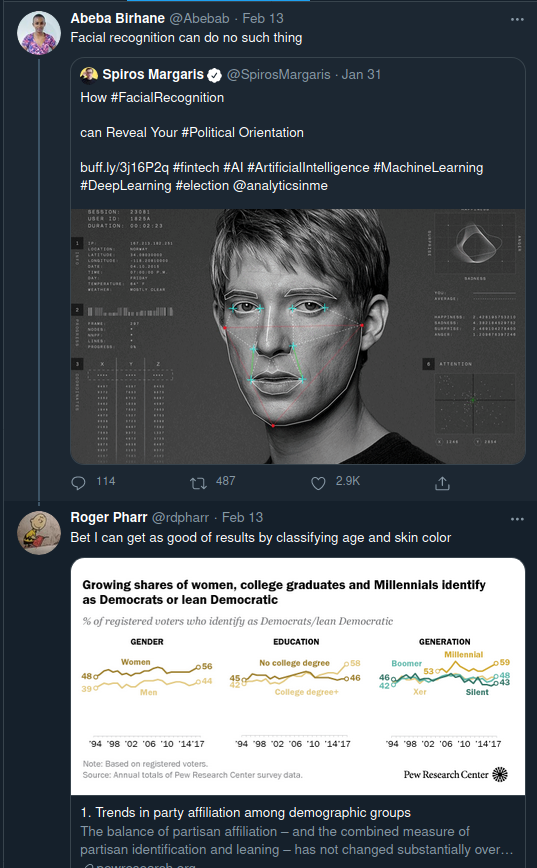 Abeba Birhane @Abebab · Feb 13
Facial recognition can do no such thing
Spiros Margaris @SpirosMargaris · Jan 31
How #FacialRecognition
can Reveal Your #Political Orientation
buff.ly/3j16P2q #fintech #AI #ArtificialIntelligence #MachineLearning
#DeepLearning #election @analyticsinme
USER ID: 1825A
DURATION: 00:02:23
1
LOCATION: NORWAY
2
3
X Y Z
6 ATTENTION
114 487 2.9K
Roger Pharr @rdpharr · Feb 13
Bet I can get as good of results by classifying age and skin color
Growing shares of women, college graduates and Millennials identify
as Democrats or lean Democratic
% of registered voters who identify as Democrats/lean Democratic
GENDER EDUCATION GENERATION
Women 48 56
Men 39 44
No college degree 45 58
College degree+ 42 46
Millennial 53 59
Boomer 46 48
Xer 42 43
Silent
'94 '98 '02 '06 '10 '14 '17 '94 '98 '02 '06 '10 '14 '17 '94 '98 '02 '06 '10 '14 '17
Note: Based on registered voters.
Source: Annual totals of Pew Research Center survey data.
Pew Research Center
1. Trends in party affiliation among demographic groups
The balance of partisan affiliation – and the combined measure of
partisan identification and leaning – has not changed substantially over...
pewresearch.org